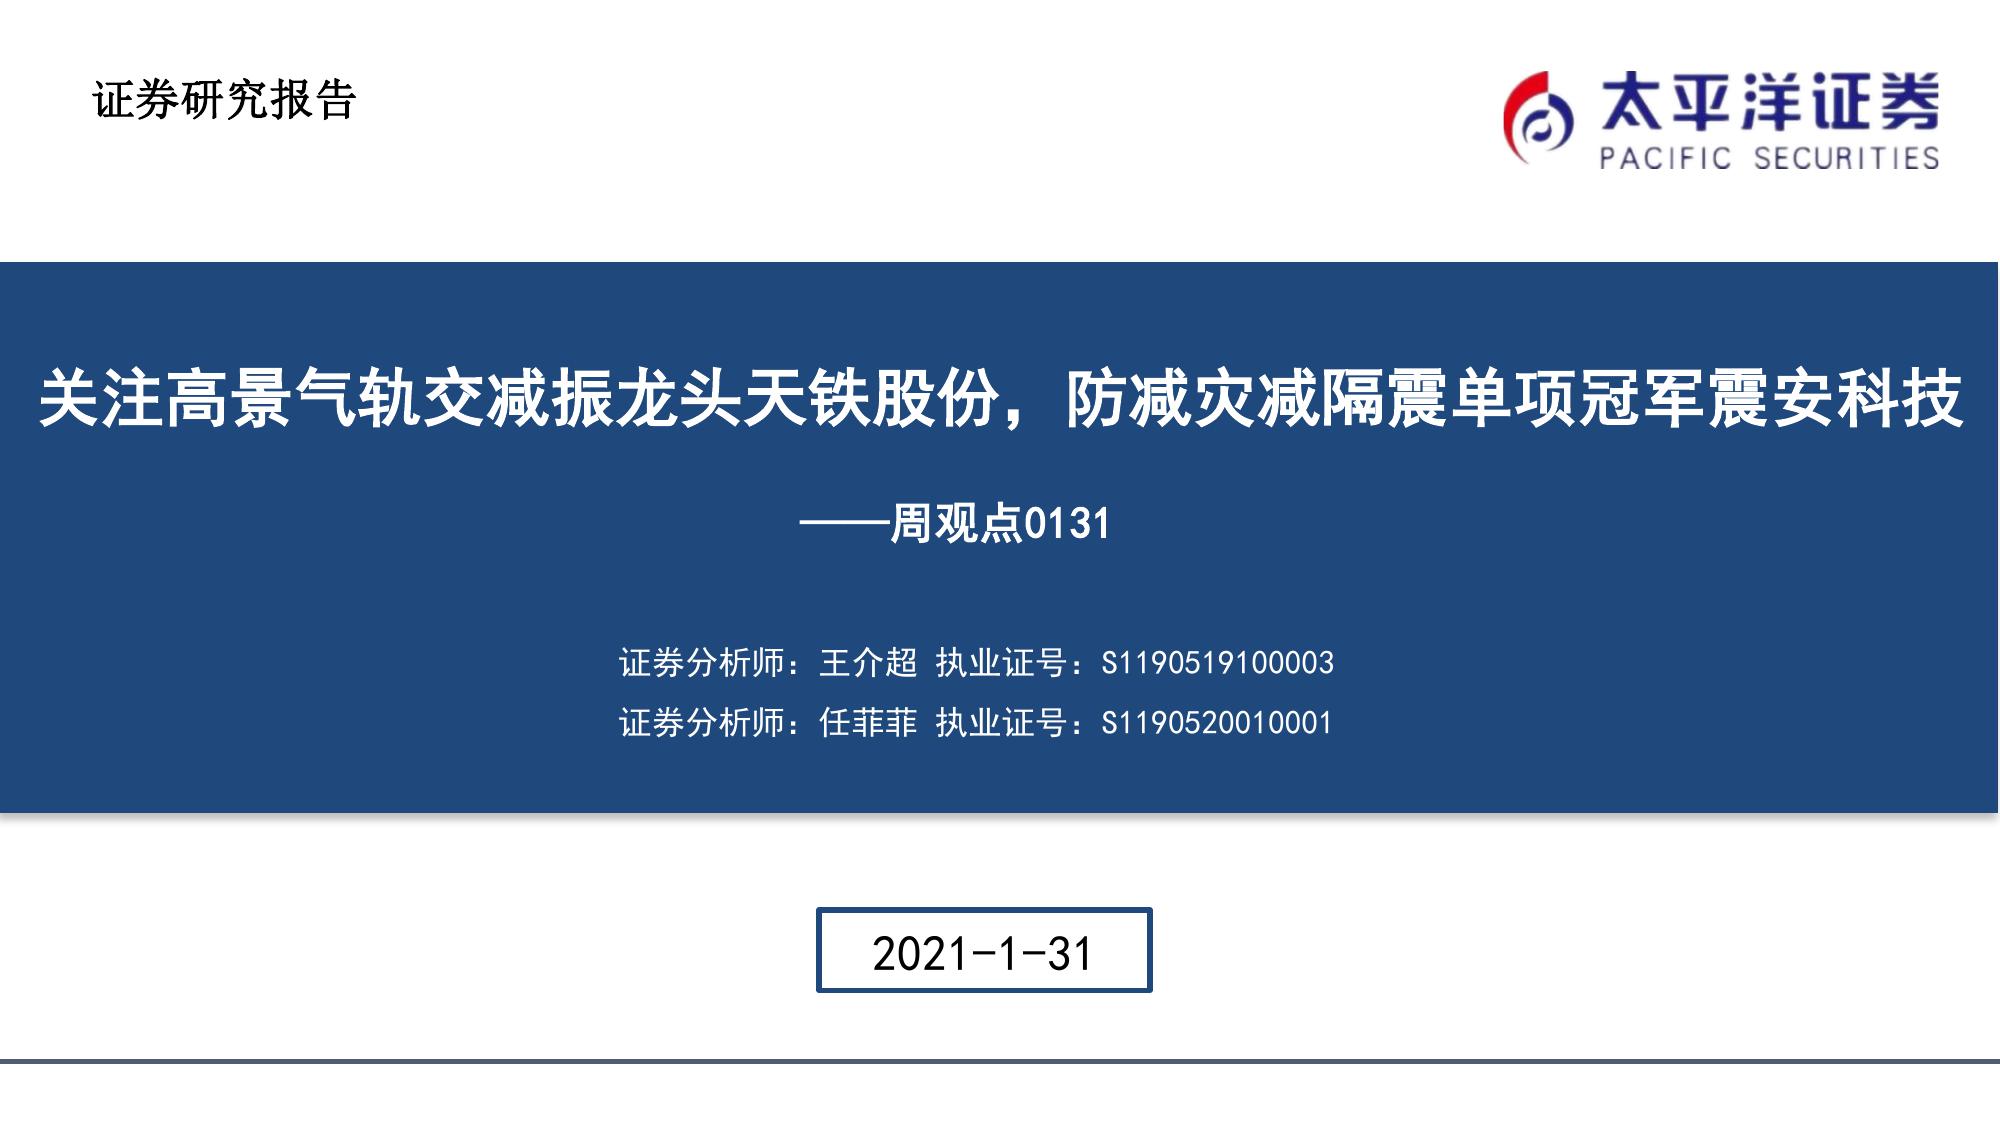 证券研究报告
太平洋证券
PACIFIC SECURITIES
关注高景气轨交减振龙头天铁股份，防减灾减隔震单项冠军震安科技
——周观点0131
证券分析师：王介超 执业证号：S1190519100003
证券分析师：任菲菲 执业证号：S1190520010001
2021-1-31